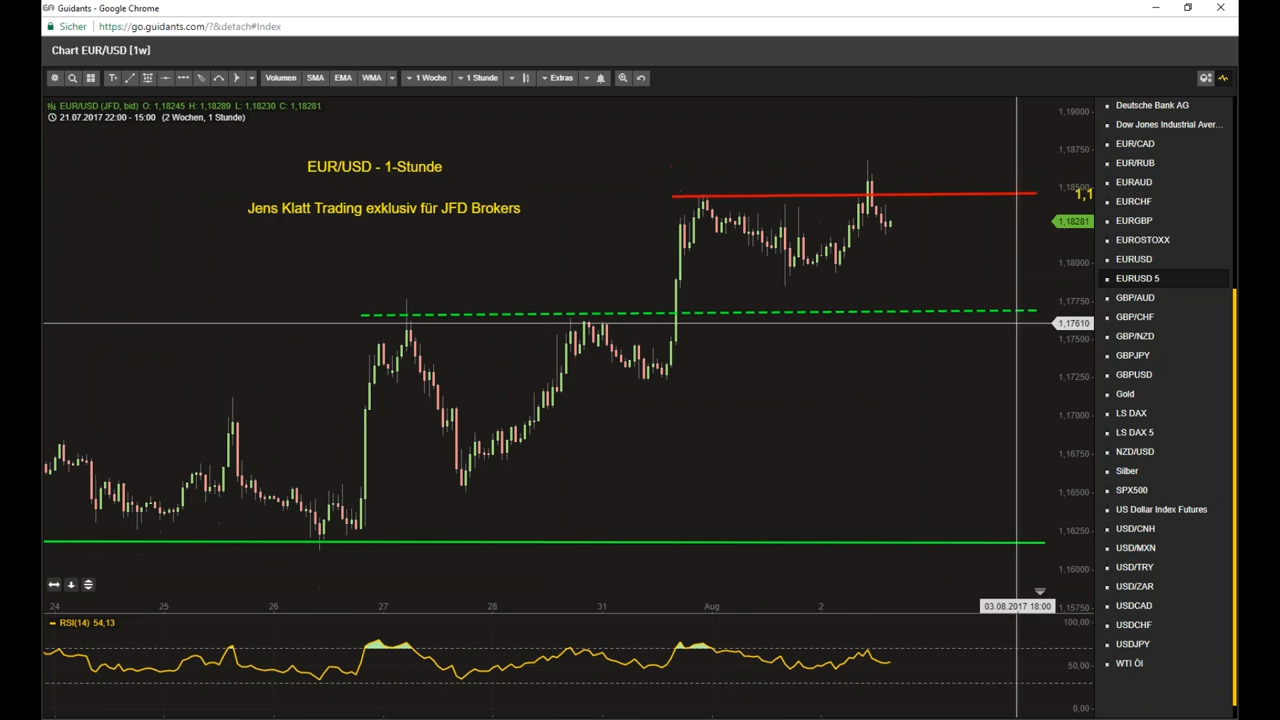 Guidants - Google Chrome
Sicher https://go.guidants.com/?&detach#Index
Chart EUR/USD [1w]
Volumen SMA EMA WMA 1 Woche 1 Stunde Extras
EUR/USD (JFD, bid) O: 1,18245 H: 1,18289 L: 1,18230 C: 1,18281
21.07.2017 22:00 - 15:00 (2 Wochen, 1 Stunde)
EUR/USD - 1-Stunde
Jens Klatt Trading exklusiv für JFD Brokers
1,19000
1,18750
1,18500
1,1
1,18281
1,18000
1,17750
1,17610
1,17500
1,17250
1,17000
1,16750
1,16500
1,16250
1,16000
1,15750
24 25 26 27 28 31 Aug 2 03.08.2017 18:00
RSI(14) 54,13
100,00
50,00
0,00
Deutsche Bank AG
Dow Jones Industrial Aver...
EUR/CAD
EUR/RUB
EURAUD
EURCHF
EURGBP
EUROSTOXX
EURUSD
EURUSD 5
GBP/AUD
GBP/CHF
GBP/NZD
GBPJPY
GBPUSD
Gold
LS DAX
LS DAX 5
NZD/USD
Silber
SPX500
US Dollar Index Futures
USD/CNH
USD/MXN
USD/TRY
USD/ZAR
USDCAD
USDCHF
USDJPY
WTI Öl